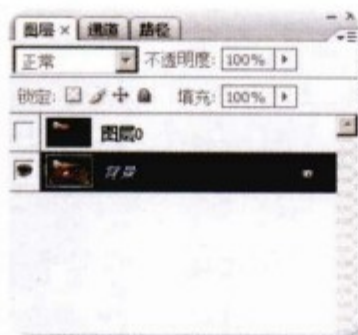 图层 × 通道 路径
正常 不透明度: 100%
锁定: 填充: 100%
图层0
背景